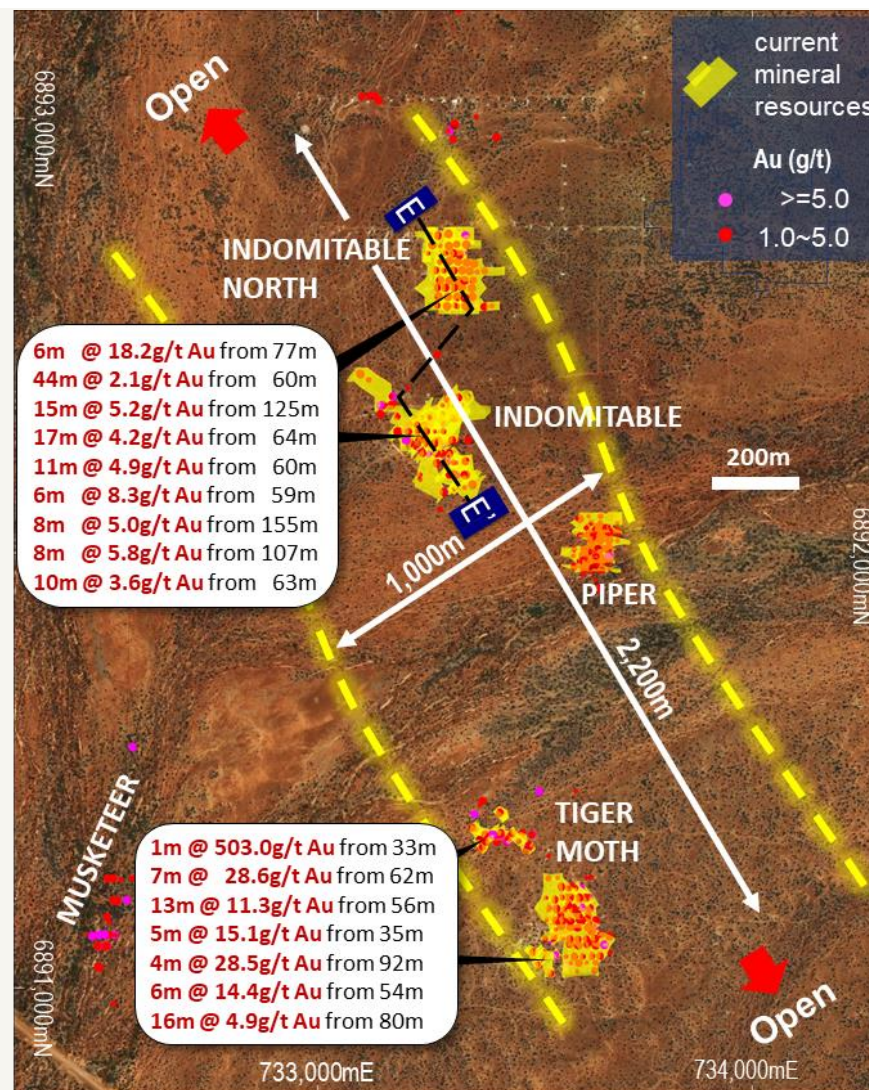 current
mineral
resources
Au (g/t)
>=5.0
1.0~5.0
6893,000mN
Open
E
INDOMITABLE
NORTH
6m @ 18.2g/t Au from 77m
44m @ 2.1g/t Au from 60m
15m @ 5.2g/t Au from 125m
17m @ 4.2g/t Au from 64m
11m @ 4.9g/t Au from 60m
6m @ 8.3g/t Au from 59m
8m @ 5.0g/t Au from 155m
8m @ 5.8g/t Au from 107m
10m @ 3.6g/t Au from 63m
INDOMITABLE
200m
E'
1,000m
6892,000mN
PIPER
2,200m
MUSKETEER
TIGER
MOTH
1m @ 503.0g/t Au from 33m
7m @ 28.6g/t Au from 62m
13m @ 11.3g/t Au from 56m
5m @ 15.1g/t Au from 35m
4m @ 28.5g/t Au from 92m
6m @ 14.4g/t Au from 54m
16m @ 4.9g/t Au from 80m
6891,000mN
Open
733,000mE
734,000mE